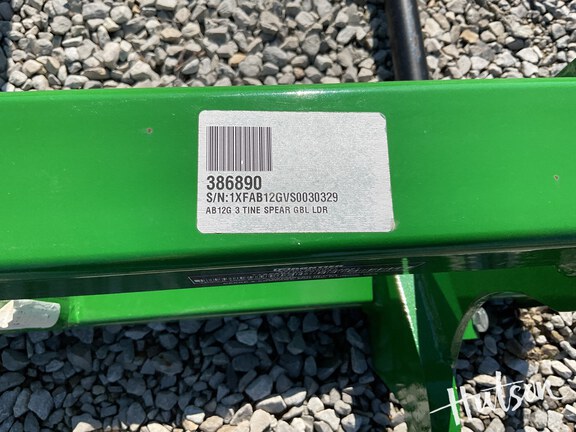 386890
S/N:1XFAB12GVS0030329
AB12G 3 TINE SPEAR GBL LDR
Hutson